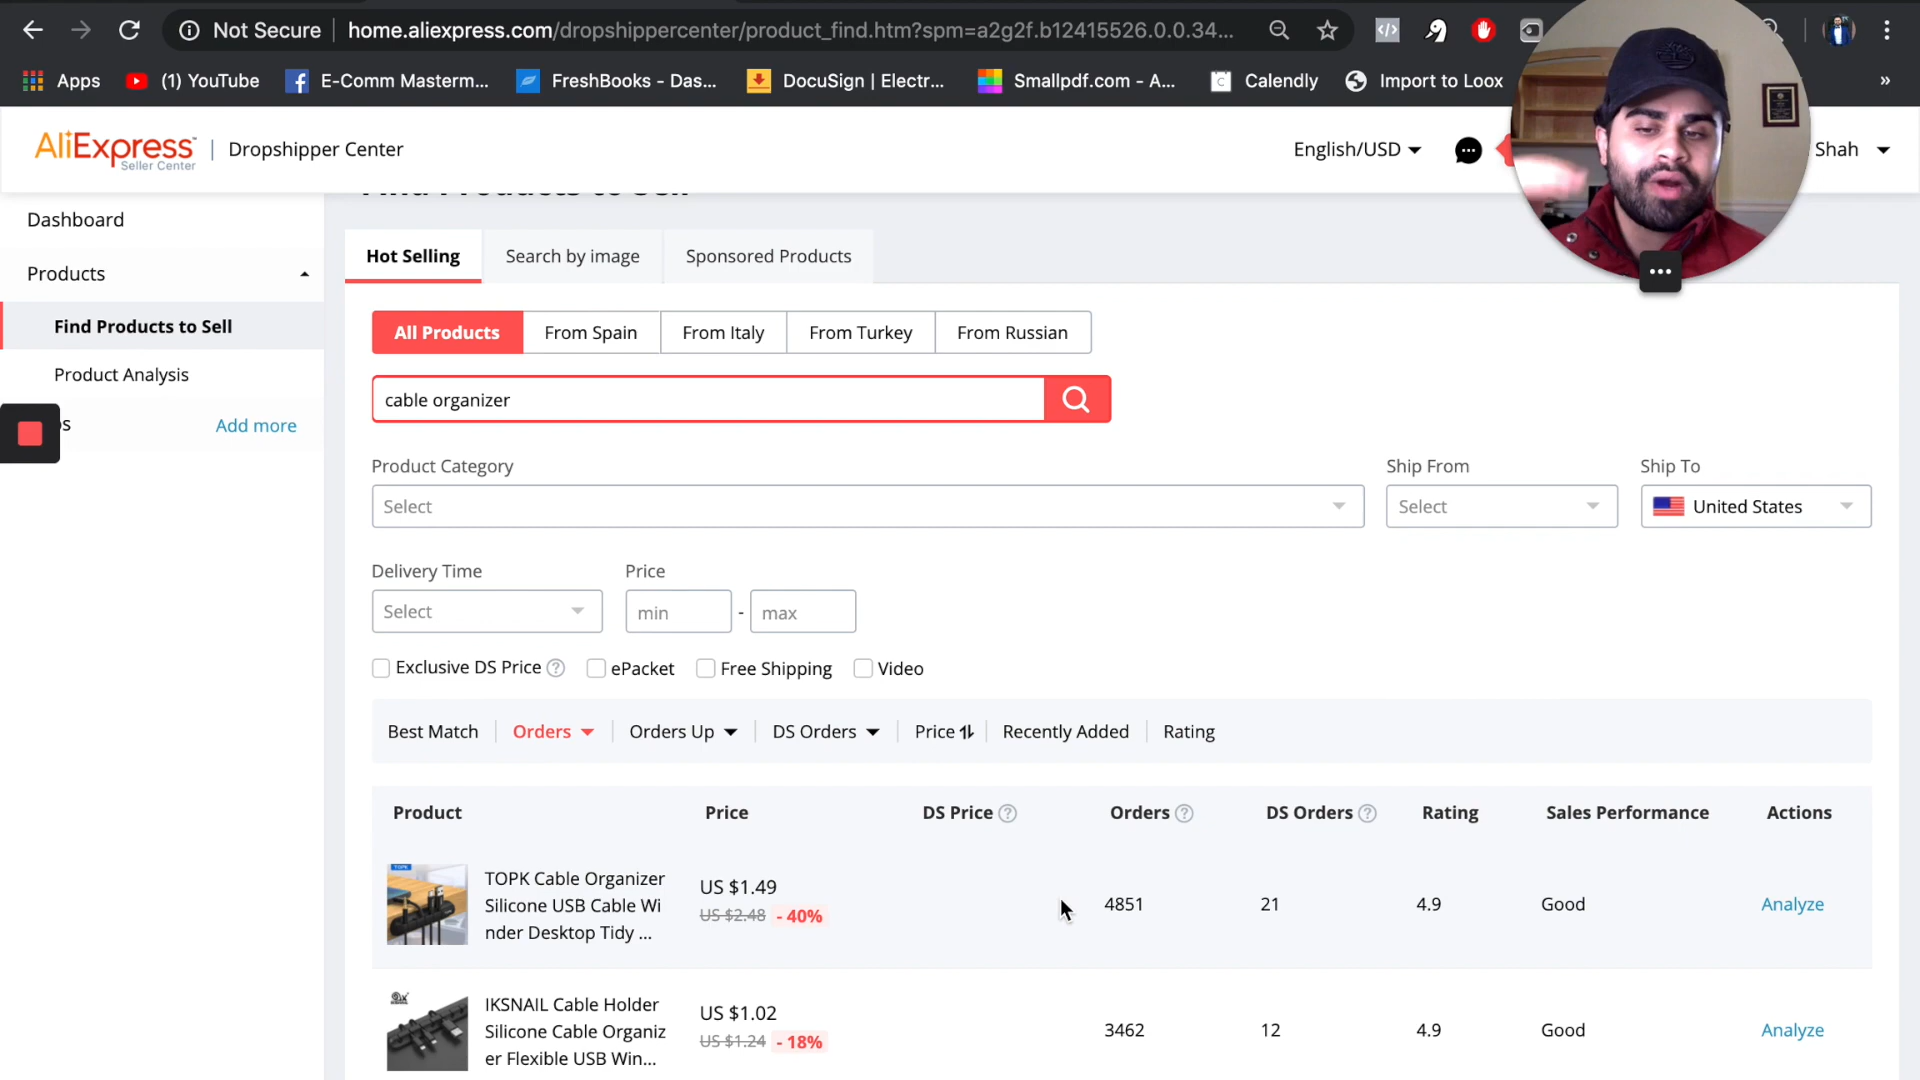 Not Secure | home.aliexpress.com/dropshippercenter/product_find.htm?spm=a2g2f.b12415526.0.0.34...
Apps (1) YouTube E-Comm Masterm... FreshBooks - Das... DocuSign | Electr... Smallpdf.com - A... Calendly Import to Loox »
AliExpress | Dropshipper Center English/USD Shah
Seller Center
Find Products to Sell
Dashboard
Products
Find Products to Sell
Product Analysis
Add more
Hot Selling Search by image Sponsored Products
All Products From Spain From Italy From Turkey From Russian
cable organizer
Product Category Ship From Ship To
Select Select United States
Delivery Time Price
Select min - max
Exclusive DS Price ? ePacket Free Shipping Video
Best Match Orders Orders Up DS Orders Price Recently Added Rating
Product Price DS Price ? Orders ? DS Orders ? Rating Sales Performance Actions
TOPK Cable Organizer
Silicone USB Cable Wi
nder Desktop Tidy ...
US $1.49
US $2.48 - 40%
4851 21 4.9 Good Analyze
IKSNAIL Cable Holder
Silicone Cable Organiz
er Flexible USB Win...
US $1.02
US $1.24 - 18%
3462 12 4.9 Good Analyze